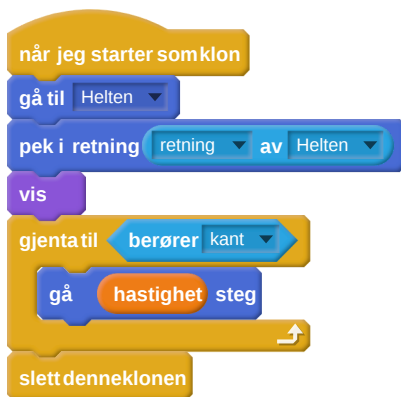 når jeg starter som klon
gå til Helten
pek i retning retning av Helten
vis
gjenta til berører kant
gå hastighet steg
slett denne klonen